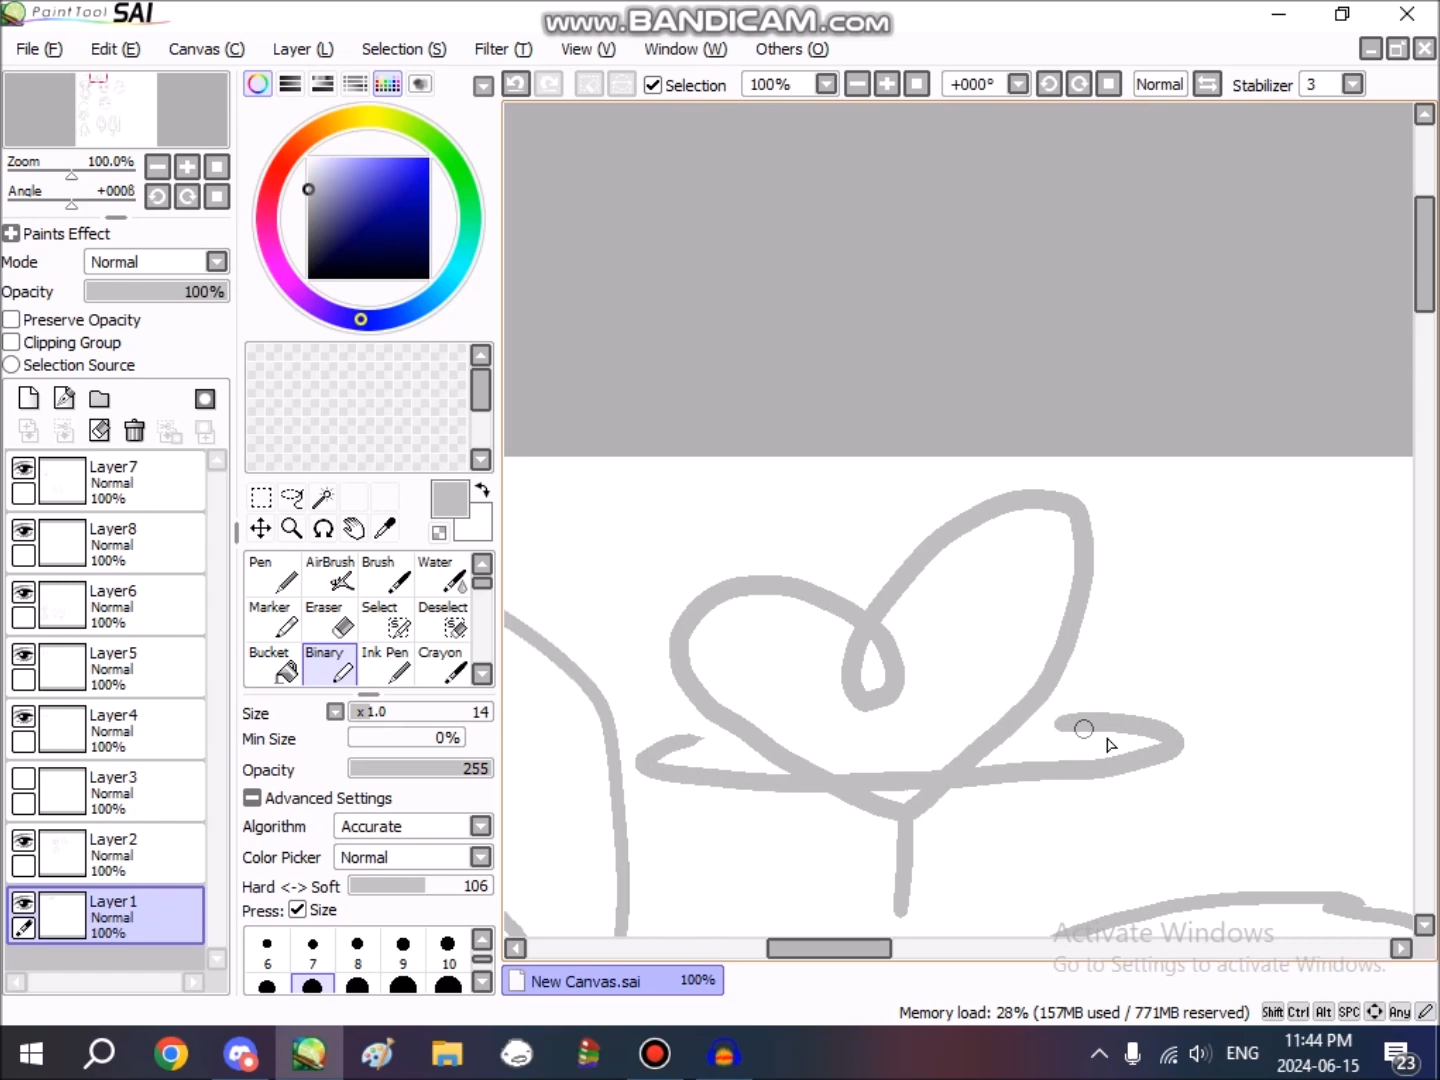 PaintTool SAI
www.BANDICAM.com
File (F) Edit (E) Canvas (C) Layer (L) Selection (S) Filter (T) View (V) Window (W) Others (O)
Selection 100% +000° Normal Stabilizer 3
Zoom 100.0%
Angle +000ß
Paints Effect
Mode Normal
Opacity 100%
Preserve Opacity
Clipping Group
Selection Source
Layer7
Normal
100%
Layer8
Normal
100%
Layer6
Normal
100%
Layer5
Normal
100%
Layer4
Normal
100%
Layer3
Normal
100%
Layer2
Normal
100%
Layer1
Normal
100%
Pen AirBrush Brush Water
Marker Eraser Select Deselect
Bucket Binary Ink Pen Crayon
Size x1.0 14
Min Size 0%
Opacity 255
Advanced Settings
Algorithm Accurate
Color Picker Normal
Hard <-> Soft 106
Press: Size
6 7 8 9 10
Activate Windows
Go to Settings to activate Windows.
New Canvas.sai 100%
Memory load: 28% (157MB used / 771MB reserved) Shift Ctrl Alt SPC Any
ENG 11:44 PM
2024-06-15 23